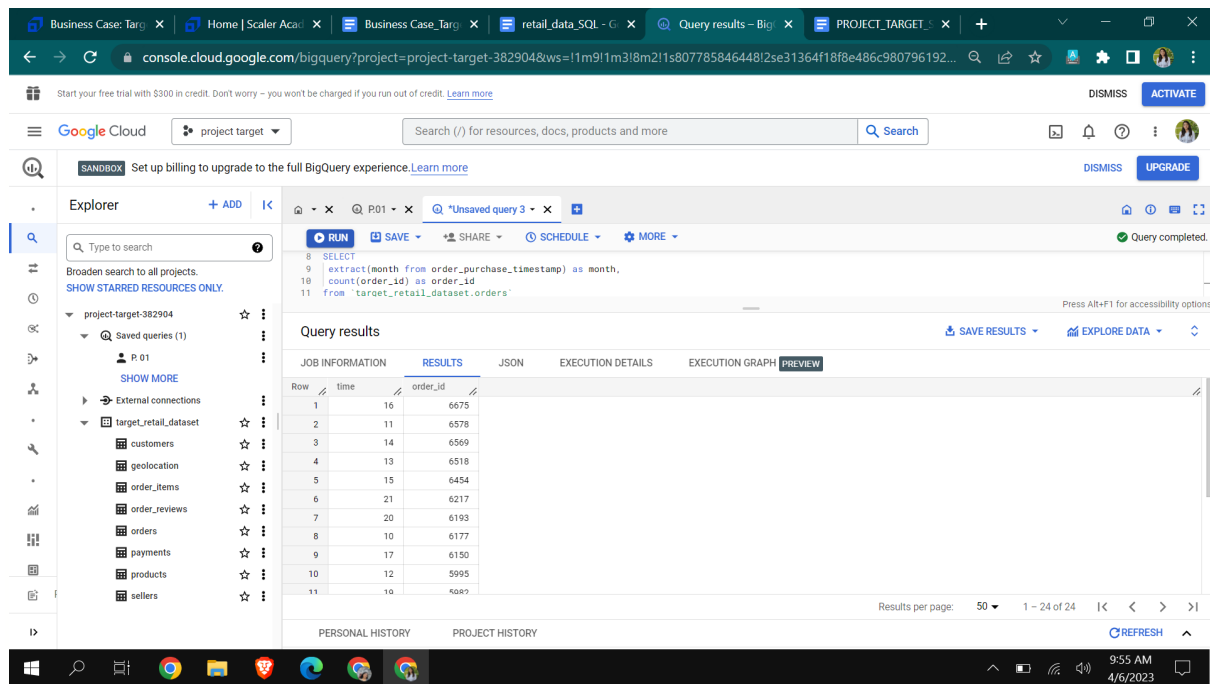 Business Case: Targ
Home | Scaler Acad
Business Case_Targ
retail_data_SQL - G
Query results – Big
PROJECT_TARGET_S
console.cloud.google.com/bigquery?project=project-target-382904&ws=!1m9!1m3!8m2!1s807785846448!2se31364f18f8e486c980796192...
Start your free trial with $300 in credit. Don't worry – you won't be charged if you run out of credit. Learn more
DISMISS
ACTIVATE
Google Cloud
project target
Search (/) for resources, docs, products and more
Search
SANDBOX Set up billing to upgrade to the full BigQuery experience. Learn more
DISMISS
UPGRADE
Explorer
+ ADD
P.01
*Unsaved query 3
Type to search
RUN
SAVE
SHARE
SCHEDULE
MORE
Query completed.
Broaden search to all projects.
SHOW STARRED RESOURCES ONLY.
project-target-382904
Saved queries (1)
P. 01
SHOW MORE
External connections
target_retail_dataset
customers
geolocation
order_items
order_reviews
orders
payments
products
sellers
8 SELECT
9 extract(month from order_purchase_timestamp) as month,
10 count(order_id) as order_id
11 from `target_retail_dataset.orders`
Press Alt+F1 for accessibility options
Query results
SAVE RESULTS
EXPLORE DATA
JOB INFORMATION
RESULTS
JSON
EXECUTION DETAILS
EXECUTION GRAPH PREVIEW
Row time order_id
1 16 6675
2 11 6578
3 14 6569
4 13 6518
5 15 6454
6 21 6217
7 20 6193
8 10 6177
9 17 6150
10 12 5995
11 19 5982
Results per page: 50 1 – 24 of 24
PERSONAL HISTORY
PROJECT HISTORY
REFRESH
9:55 AM
4/6/2023